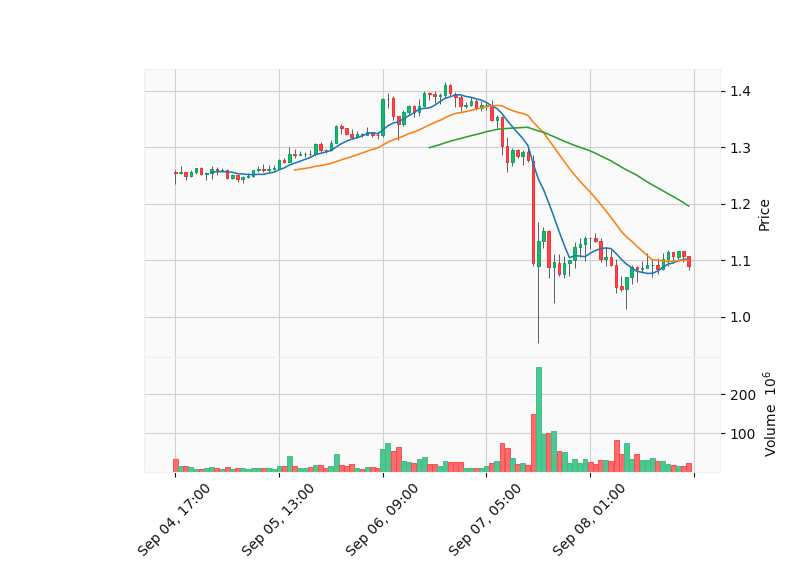 1.4
1.3
1.2
1.1
1.0
Price
200
100
Volume 10^6
Sep 04, 17:00
Sep 05, 13:00
Sep 06, 09:00
Sep 07, 05:00
Sep 08, 01:00